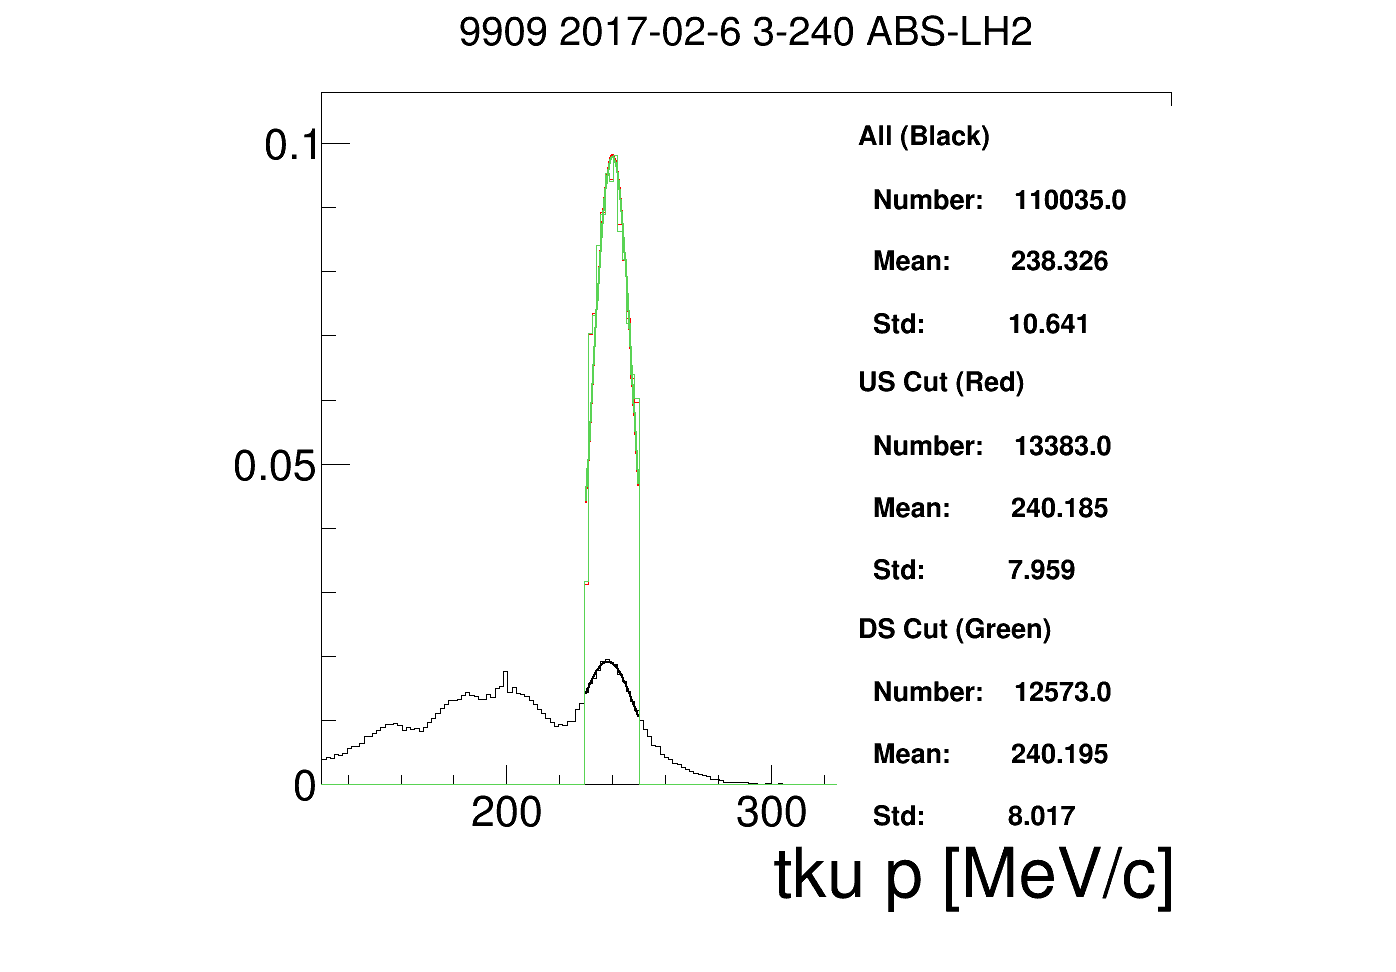 9909 2017-02-6 3-240 ABS-LH2
0.1
0.05
0
200
300
tku p [MeV/c]
All (Black)
Number: 110035.0
Mean: 238.326
Std: 10.641
US Cut (Red)
Number: 13383.0
Mean: 240.185
Std: 7.959
DS Cut (Green)
Number: 12573.0
Mean: 240.195
Std: 8.017